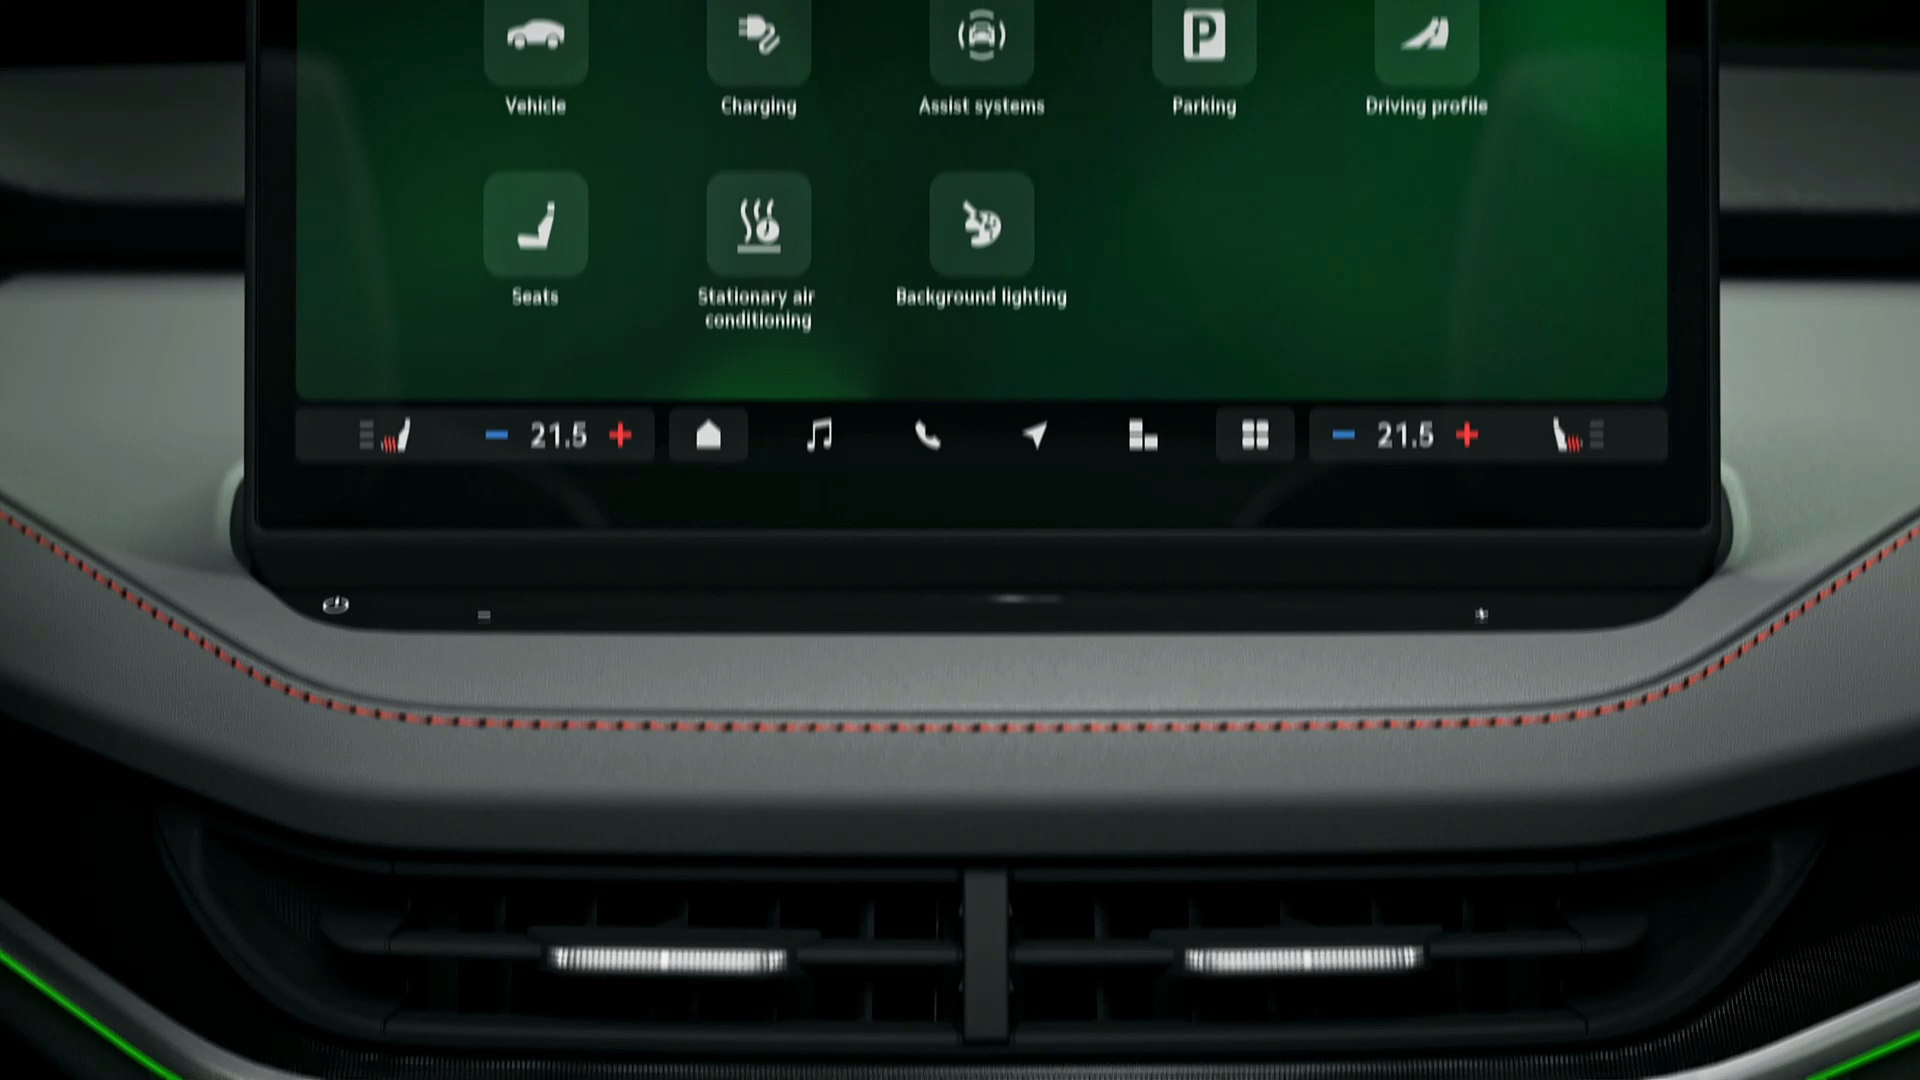 Vehicle
Charging
Assist systems
P
Parking
Driving profile
Seats
Stationary air
conditioning
Background lighting
21.5
21.5